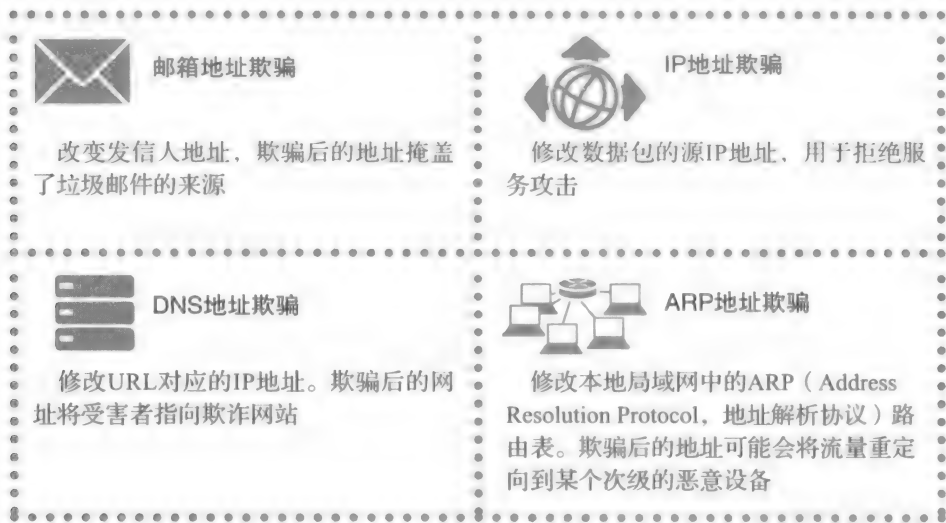 邮箱地址欺骗
改变发信人地址，欺骗后的地址掩盖
了垃圾邮件的来源
IP地址欺骗
修改数据包的源IP地址，用于拒绝服
务攻击
DNS地址欺骗
修改URL对应的IP地址。欺骗后的网
址将受害者指向欺诈网站
ARP地址欺骗
修改本地局域网中的ARP（Address
Resolution Protocol，地址解析协议）路
由表。欺骗后的地址可能会将流量重定
向到某个次级的恶意设备